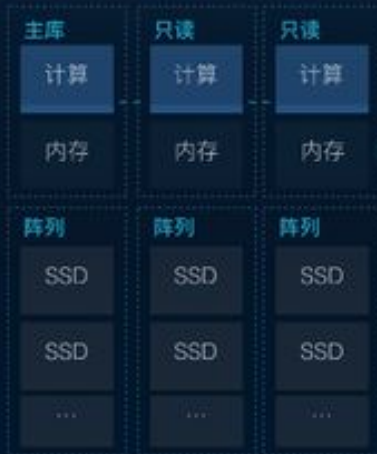 主库 只读 只读
计算 计算 计算
内存 内存 内存
阵列 阵列 阵列
SSD SSD SSD
SSD SSD SSD
... ... ...